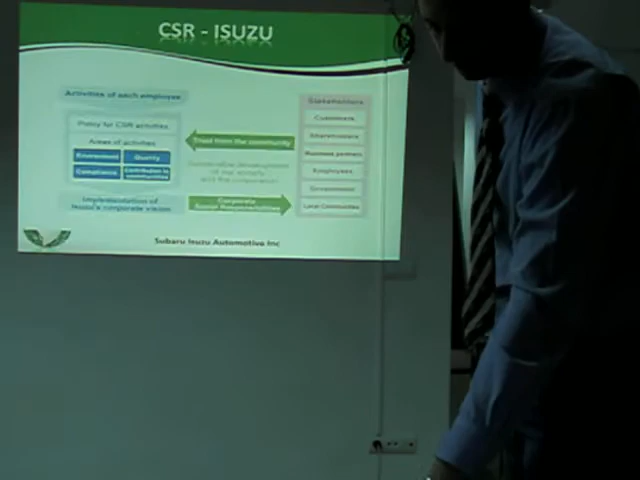 CSR - ISUZU
Activities of each employee
Policy for CSR activities
Areas of activities
Environment
Quality
Compliance
Contribution to communities
Implementation of
Isuzu's corporate vision
Trust from the community
Sustainable development
of the society
and the corporation
Corporate
Social Responsibilities
Stakeholders
Customers
Shareholders
Business partners
Employees
Government
Local Communities
Subaru Isuzu Automotive Inc